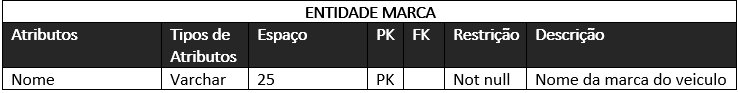 ENTIDADE MARCA
Atributos Tipos de Atributos Espaço PK FK Restrição Descrição
Nome Varchar 25 PK Not null Nome da marca do veiculo